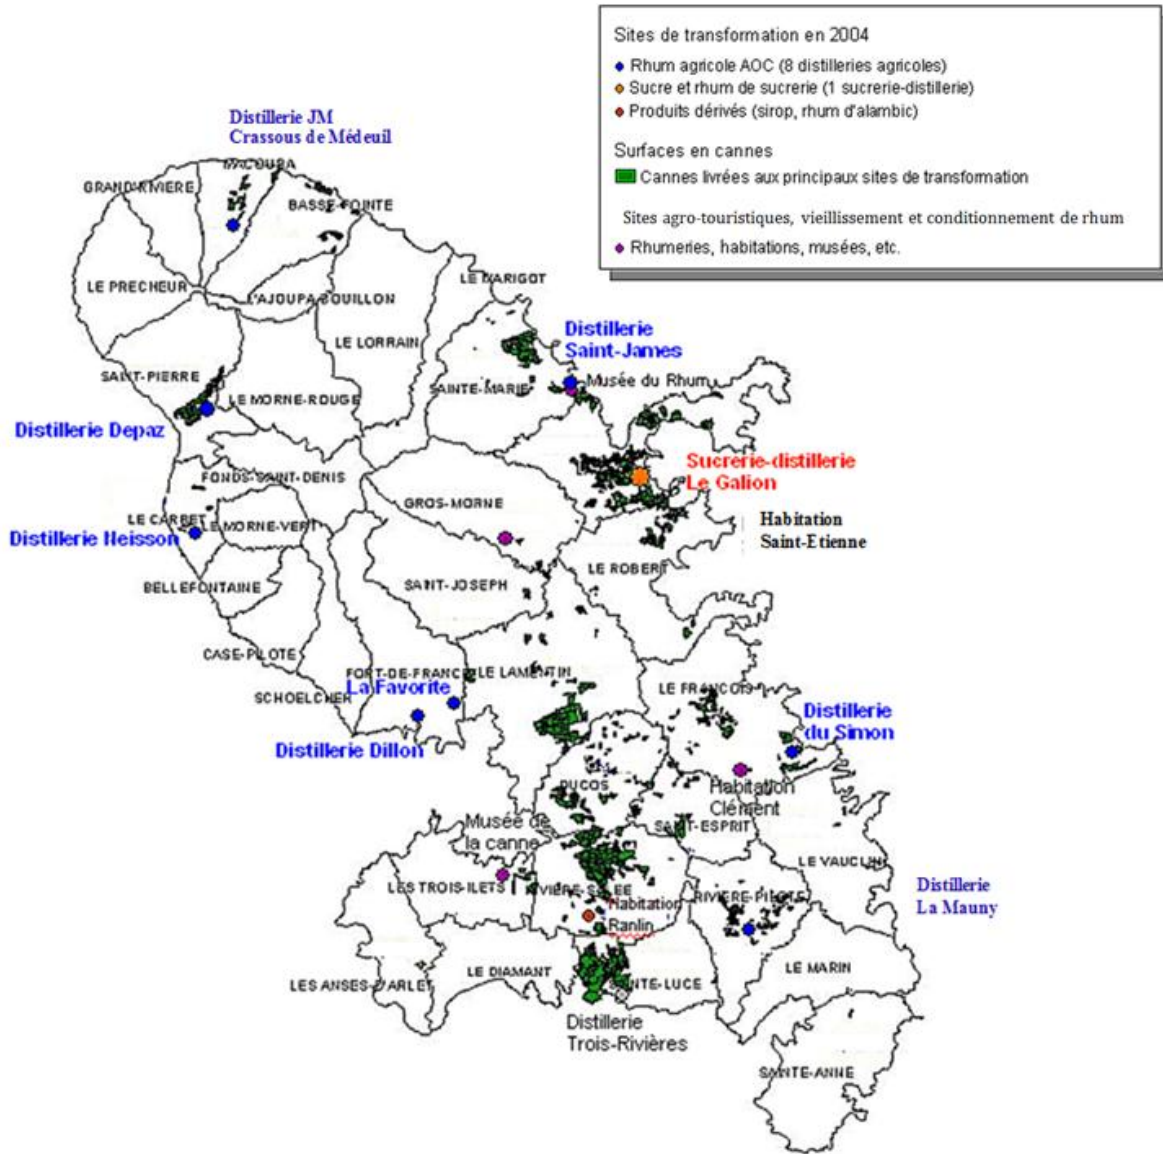 Sites de transformation en 2004
Rhum agricole AOC (8 distilleries agricoles)
Sucre et rhum de sucrerie (1 sucrerie-distillerie)
Produits dérivés (sirop, rhum d'alambic)
Surfaces en cannes
Cannes livrées aux principaux sites de transformation
Sites agro-touristiques, vieillissement et conditionnement de rhum
Rhumeries, habitations, musées, etc.
Distillerie JM
Crassous de Médeuil
MACOUBA
GRAND'RIVIERE
BASSE-POINTE
LE PRECHEUR
L'AJOUPA-BOUILLON
LE MARIGOT
LE LORRAIN
Distillerie
Saint-James
SAINT-PIERRE
SAINTE-MARIE
Musée du Rhum
LE MORNE-ROUGE
Distillerie Depaz
Sucrerie-distillerie
Le Galion
FONDS-SAINT-DENIS
GROS-MORNE
LE CARBET
LE MORNE-VERT
Habitation
Saint-Etienne
Distillerie Neisson
LE ROBERT
BELLEFONTAINE
SAINT-JOSEPH
CASE-PILOTE
FORT-DE-FRANCE
LE LAMENTIN
SCHOELCHER
La Favorite
LE FRANCOIS
Distillerie
du Simon
Distillerie Dillon
DUCOS
Habitation
Clément
Musée de
la canne
SAINT-ESPRIT
LE VAUCLIN
LES TROIS-ILETS
RIVIERE-SALEE
RIVIERE-PILOTE
Distillerie
La Mauny
Habitation
Ranlin
LE MARIN
LE DIAMANT
LES ANSES-D'ARLET
SAINTE-LUCE
Distillerie
Trois-Rivières
SAINTE-ANNE